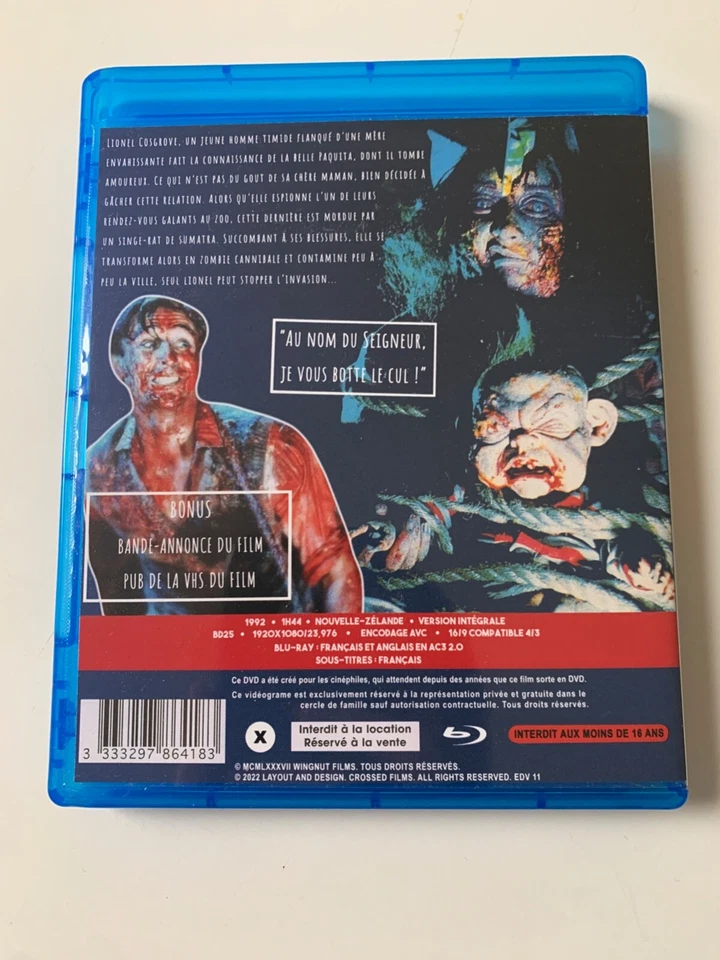 Lionel Cosgrove, un jeune homme timide flanqué d'une mère
envahissante fait la connaissance de la belle Paquita, dont il tombe
amoureux. Ce qui n'est pas du gout de sa chère maman, bien décidée à
gâcher cette relation. Alors qu'elle espionne l'un de leurs
rendez-vous galants au zoo, cette dernière est mordue par
un singe-rat de Sumatra. Succombant à ses blessures, elle se
transforme alors en zombie cannibale et contamine peu à
peu la ville, seul Lionel peut stopper l'invasion...
"Au nom du Seigneur,
je vous botte le cul !"
BONUS
BANDE-ANNONCE DU FILM
PUB DE LA VHS DU FILM
1992 • 1H44 • NOUVELLE-ZÉLANDE • VERSION INTÉGRALE
BD25 • 1920X1080/23,976 • ENCODAGE AVC • 16/9 COMPATIBLE 4/3
BLU-RAY : FRANÇAIS ET ANGLAIS EN AC3 2.0
SOUS-TITRES : FRANÇAIS
Ce DVD a été créé pour les cinéphiles, qui attendent depuis des années que ce film sorte en DVD.
Ce vidéograme est exclusivement réservé à la représentation privée et gratuite dans le
cercle de famille sauf autorisation contractuelle. Tous droits réservés.
3 333297 864183
X
Interdit à la location
Réservé à la vente
INTERDIT AUX MOINS DE 16 ANS
© MCMLXXXVII WINGNUT FILMS. TOUS DROITS RÉSERVÉS.
© 2022 LAYOUT AND DESIGN. CROSSED FILMS. ALL RIGHTS RESERVED. EDV 11